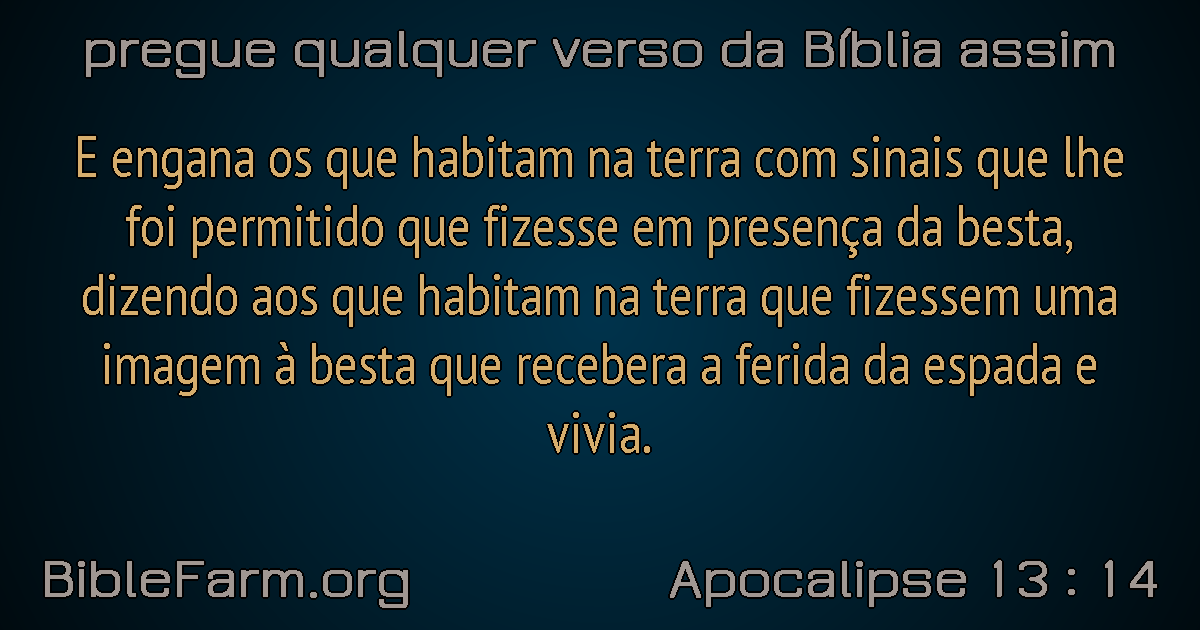 pregue qualquer verso da Bíblia assim
E engana os que habitam na terra com sinais que lhe
foi permitido que fizesse em presença da besta,
dizendo aos que habitam na terra que fizessem uma
imagem à besta que recebera a ferida da espada e
vivia.
BibleFarm.org
Apocalipse 13 : 14